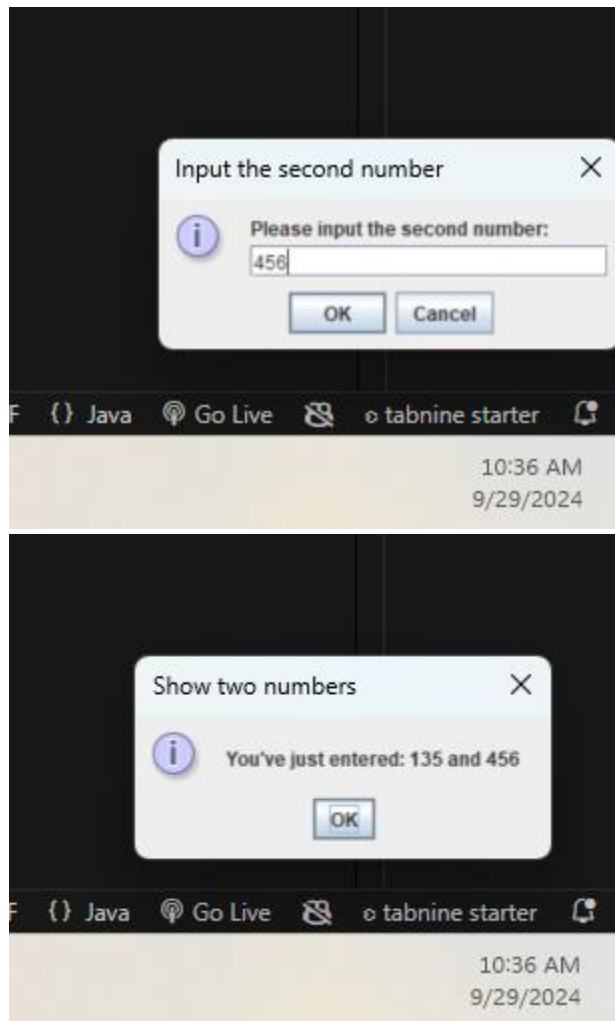 Input the second number
Please input the second number:
456
OK Cancel
F {} Java Go Live tabnine starter
10:36 AM
9/29/2024
Show two numbers
You've just entered: 135 and 456
OK
F {} Java Go Live tabnine starter
10:36 AM
9/29/2024